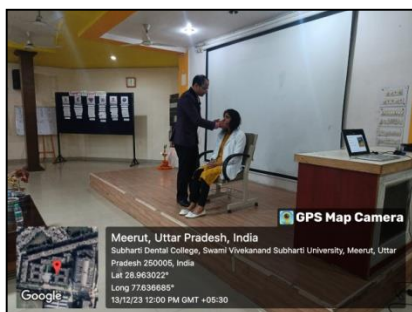 GPS Map Camera
Meerut, Uttar Pradesh, India
Subharti Dental College, Swami Vivekanand Subharti University, Meerut, Uttar
Pradesh 250005, India
Lat 28.963022°
Long 77.636685°
13/12/23 12:00 PM GMT +05:30
Google